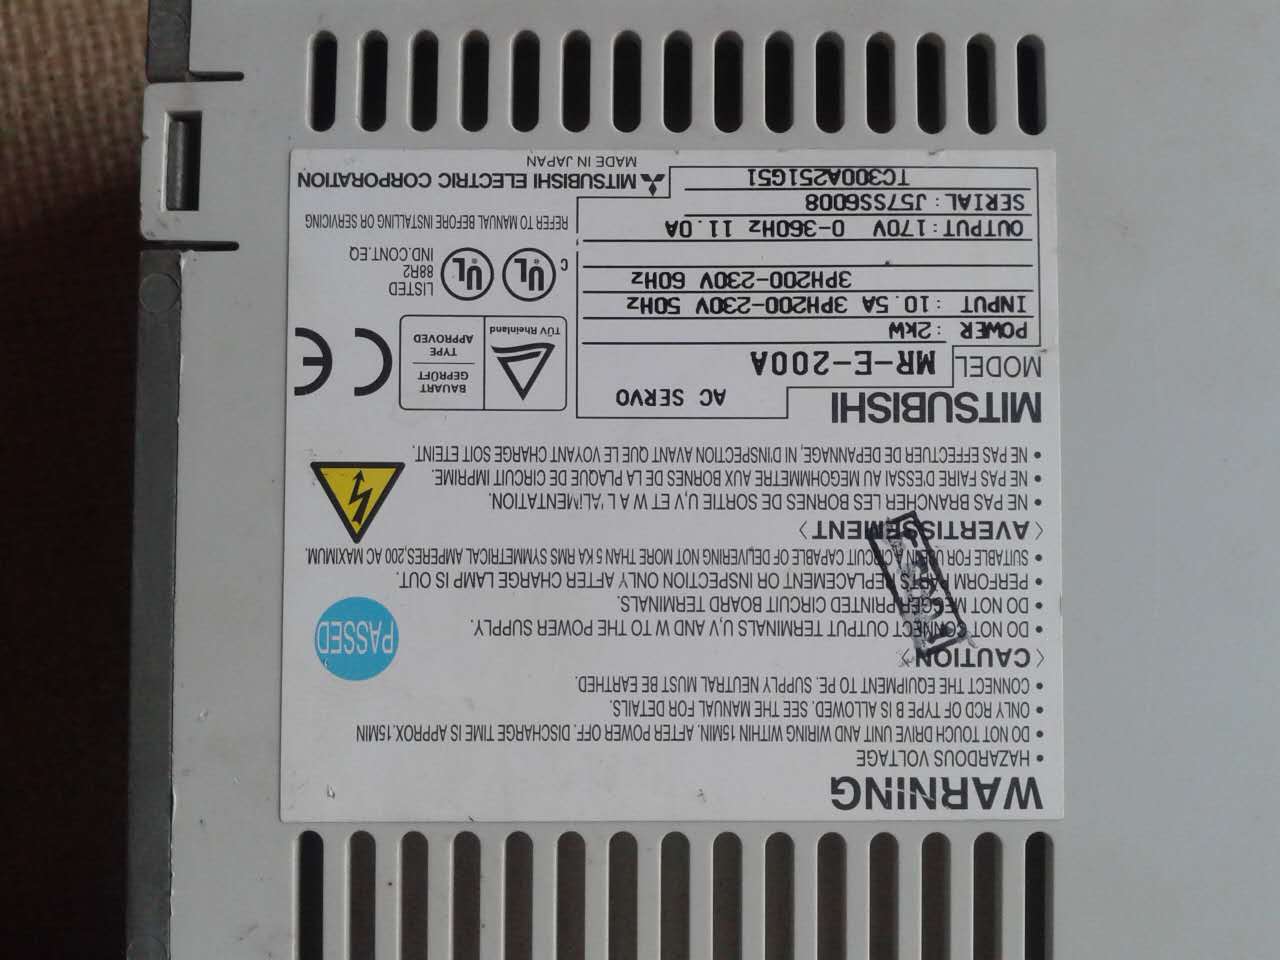 WARNING
• HAZARDOUS VOLTAGE
• DO NOT TOUCH DRIVE UNIT AND WIRING WITHIN 15MIN. AFTER POWER OFF. DISCHARGE TIME IS APPROX.15MIN
• ONLY RCD OF TYPE B IS ALLOWED. SEE THE MANUAL FOR DETAILS.
• CONNECT THE EQUIPMENT TO PE. SUPPLY NEUTRAL MUST BE EARTHED.
〈CAUTION〉
• DO NOT CONNECT OUTPUT TERMINALS U,V AND W TO THE POWER SUPPLY.
• DO NOT MEGGER PRINTED CIRCUIT BOARD TERMINALS.
• PERFORM PARTS REPLACEMENT OR INSPECTION ONLY AFTER CHARGE LAMP IS OUT.
• SUITABLE FOR USE IN A CIRCUIT CAPABLE OF DELIVERING NOT MORE THAN 5 KA RMS SYMMETRICAL AMPERES,200 AC MAXIMUM.
PASSED
〈AVERTISSEMENT〉
• NE PAS BRANCHER LES BORNES DE SORTIE U,V ET W A L'ALIMENTATION.
• NE PAS FAIRE D'ESSAI AU MEGOHMMETRE AUX BORNES DE LA PLAQUE DE CIRCUIT IMPRIME.
• NE PAS EFFECTUER DE DEPANNAGE, NI D'INSPECTION AVANT QUE LE VOYANT CHARGE SOIT ETEINT.
MITSUBISHI
AC SERVO
MODEL MR-E-200A
POWER :2kW
INPUT :10.5A 3PH200-230V 50Hz
3PH200-230V 60Hz
OUTPUT:170V 0-360Hz 11.0A
SERIAL:J57SS6008
TC300A251G51
BAUART
GEPRÜFT
TYPE
APPROVED
TÜV Rheinland
CE
C UL UL
LISTED
88R2
IND.CONT.EQ
REFER TO MANUAL BEFORE INSTALLING OR SERVICING
MITSUBISHI ELECTRIC CORPORATION
MADE IN JAPAN